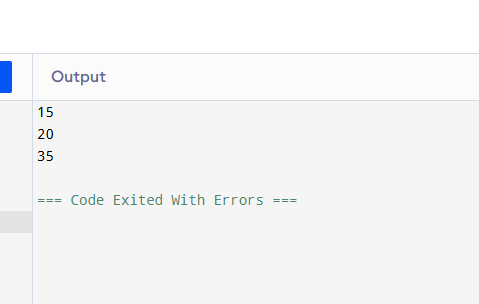 Output
15
20
35
=== Code Exited With Errors ===